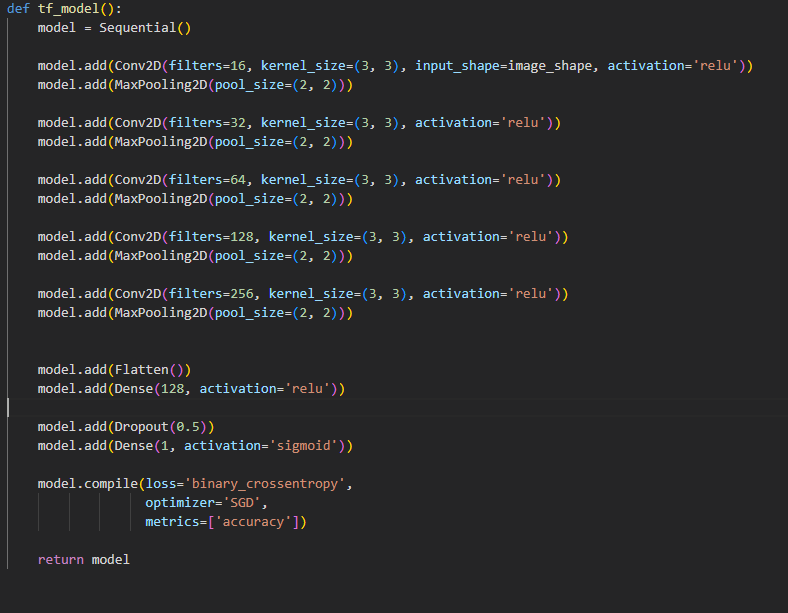 def tf_model():
    model = Sequential()
    model.add(Conv2D(filters=16, kernel_size=(3, 3), input_shape=image_shape, activation='relu'))
    model.add(MaxPooling2D(pool_size=(2, 2)))
    model.add(Conv2D(filters=32, kernel_size=(3, 3), activation='relu'))
    model.add(MaxPooling2D(pool_size=(2, 2)))
    model.add(Conv2D(filters=64, kernel_size=(3, 3), activation='relu'))
    model.add(MaxPooling2D(pool_size=(2, 2)))
    model.add(Conv2D(filters=128, kernel_size=(3, 3), activation='relu'))
    model.add(MaxPooling2D(pool_size=(2, 2)))
    model.add(Conv2D(filters=256, kernel_size=(3, 3), activation='relu'))
    model.add(MaxPooling2D(pool_size=(2, 2)))
    model.add(Flatten())
    model.add(Dense(128, activation='relu'))
    model.add(Dropout(0.5))
    model.add(Dense(1, activation='sigmoid'))
    model.compile(loss='binary_crossentropy',
                  optimizer='SGD',
                  metrics=['accuracy'])
    return model